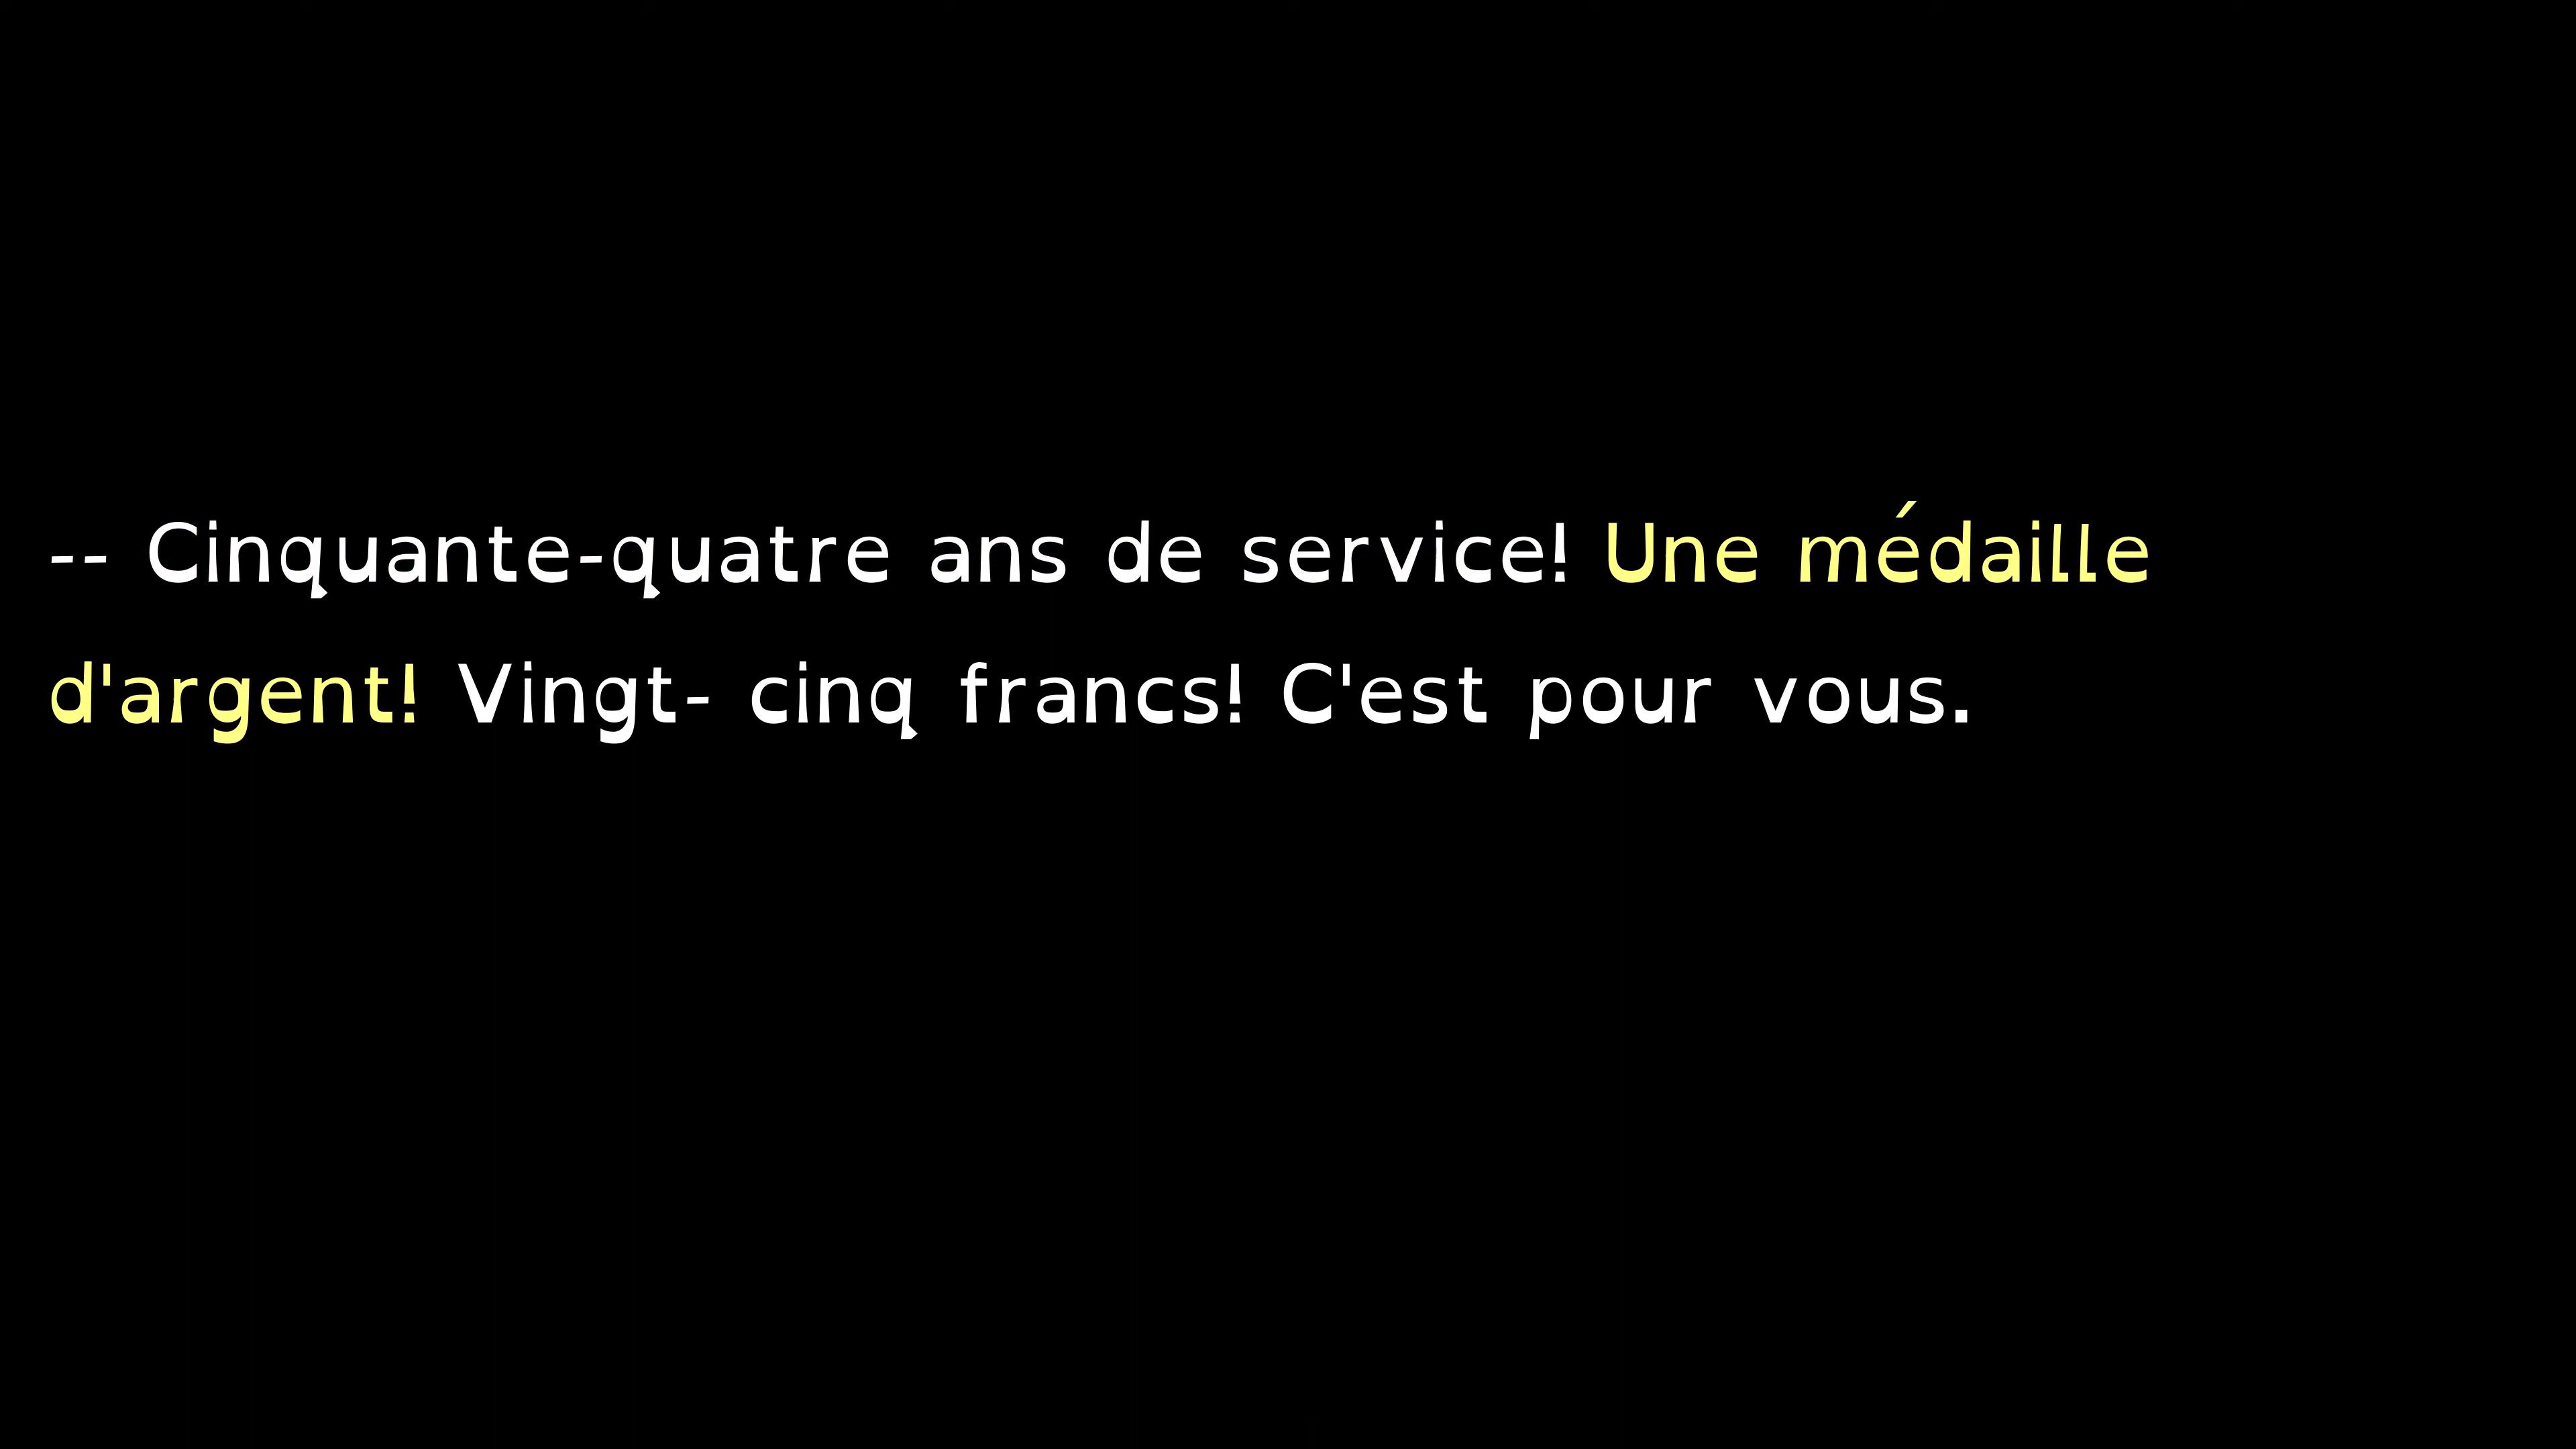 -- Cinquante-quatre ans de service! Une médaille
d'argent! Vingt- cinq francs! C'est pour vous.